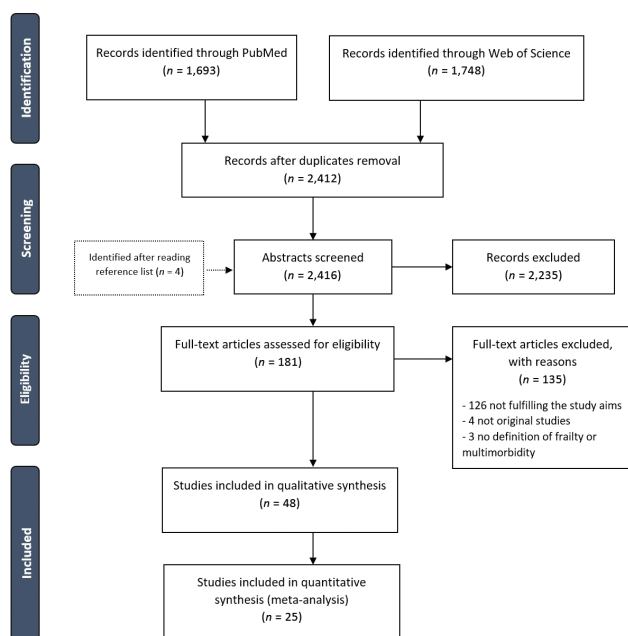 Identification
Records identified through PubMed
(n = 1,693)
Records identified through Web of Science
(n = 1,748)
Records after duplicates removal
(n = 2,412)
Screening
Identified after reading
reference list (n = 4)
Abstracts screened
(n = 2,416)
Records excluded
(n = 2,235)
Eligibility
Full-text articles assessed for eligibility
(n = 181)
Full-text articles excluded,
with reasons
(n = 135)
- 126 not fulfilling the study aims
- 4 not original studies
- 3 no definition of frailty or
multimorbidity
Included
Studies included in qualitative synthesis
(n = 48)
Studies included in quantitative
synthesis (meta-analysis)
(n = 25)